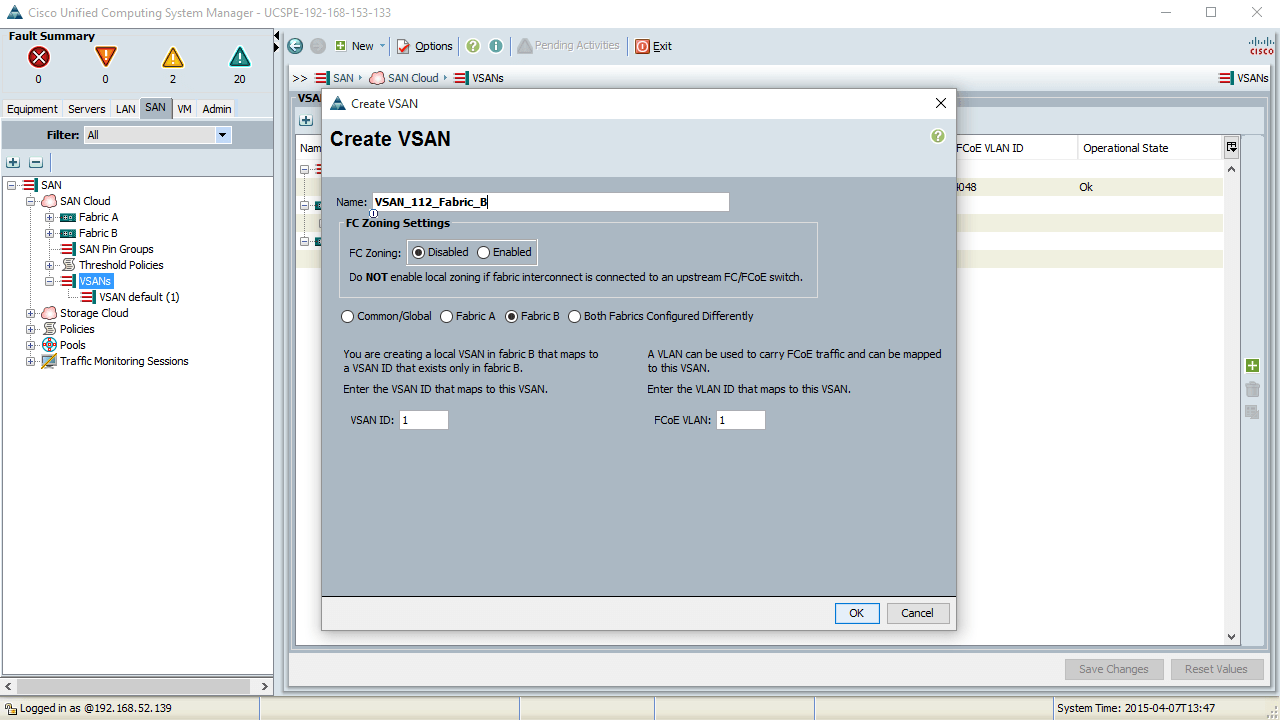 Cisco Unified Computing System Manager - UCSPE-192-168-153-133
Fault Summary
0 0 2 20
New Options Pending Activities Exit
CISCO
>> SAN SAN Cloud VSANs VSANs
Equipment Servers LAN SAN VM Admin
Filter: All
SAN
SAN Cloud
Fabric A
Fabric B
SAN Pin Groups
Threshold Policies
VSANs
VSAN default (1)
Storage Cloud
Policies
Pools
Traffic Monitoring Sessions
FCoE VLAN ID Operational State
4048 Ok
Create VSAN
Create VSAN
Name: VSAN_112_Fabric_B
FC Zoning Settings
FC Zoning: Disabled Enabled
Do NOT enable local zoning if fabric interconnect is connected to an upstream FC/FCoE switch.
Common/Global Fabric A Fabric B Both Fabrics Configured Differently
You are creating a local VSAN in fabric B that maps to
a VSAN ID that exists only in fabric B.
Enter the VSAN ID that maps to this VSAN.
VSAN ID: 1
A VLAN can be used to carry FCoE traffic and can be mapped
to this VSAN.
Enter the VLAN ID that maps to this VSAN.
FCoE VLAN: 1
OK Cancel
Save Changes Reset Values
Logged in as @192.168.52.139
System Time: 2015-04-07T13:47